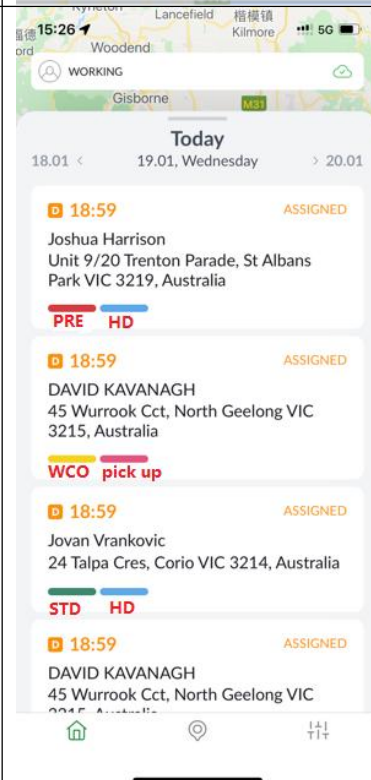 Kyneton
Lancefield
楷模镇
Kilmore
福德
15:26
5G
ord
Woodend
WORKING
Gisborne
M31
Today
18.01 < 19.01, Wednesday > 20.01
D 18:59 ASSIGNED
Joshua Harrison
Unit 9/20 Trenton Parade, St Albans
Park VIC 3219, Australia
PRE HD
D 18:59 ASSIGNED
DAVID KAVANAGH
45 Wurrook Cct, North Geelong VIC
3215, Australia
WCO pick up
D 18:59 ASSIGNED
Jovan Vrankovic
24 Talpa Cres, Corio VIC 3214, Australia
STD HD
D 18:59 ASSIGNED
DAVID KAVANAGH
45 Wurrook Cct, North Geelong VIC
3215, Australia